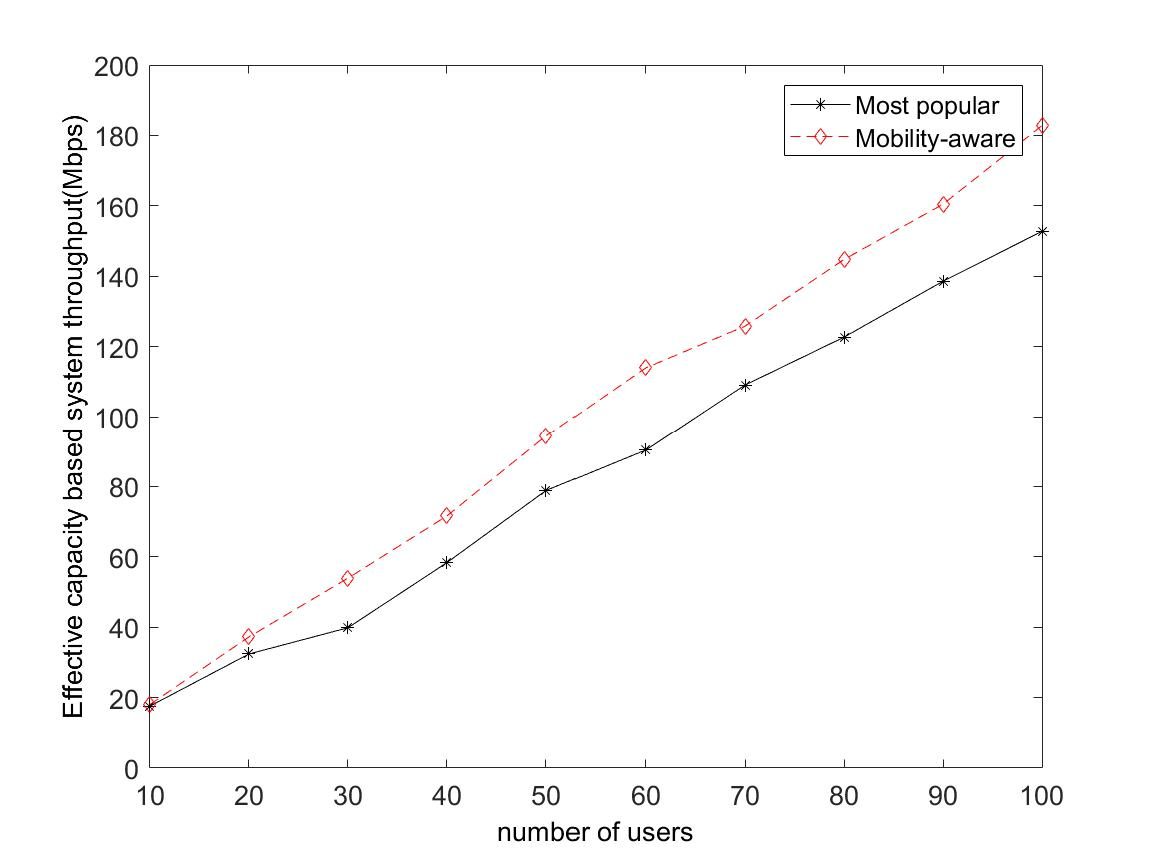 200
180
160
140
120
100
80
60
40
20
0
Effective capacity based system throughput(Mbps)
Most popular
Mobility-aware
10 20 30 40 50 60 70 80 90 100
number of users